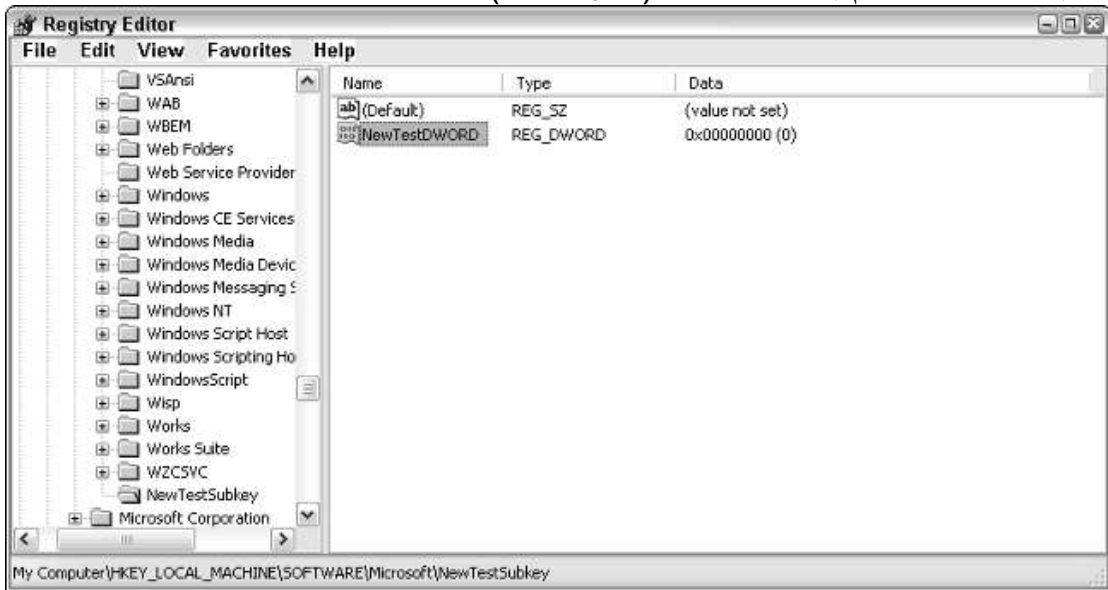 Registry Editor
File Edit View Favorites Help
VSAnsi
WAB
WBEM
Web Folders
Web Service Provider
Windows
Windows CE Services
Windows Media
Windows Media Devic
Windows Messaging S
Windows NT
Windows Script Host
Windows Scripting Ho
WindowsScript
Wisp
Works
Works Suite
WZCSVC
NewTestSubkey
Microsoft Corporation
Name Type Data
ab (Default) REG_SZ (value not set)
NewTestDWORD REG_DWORD 0x00000000 (0)
My Computer\HKEY_LOCAL_MACHINE\SOFTWARE\Microsoft\NewTestSubkey